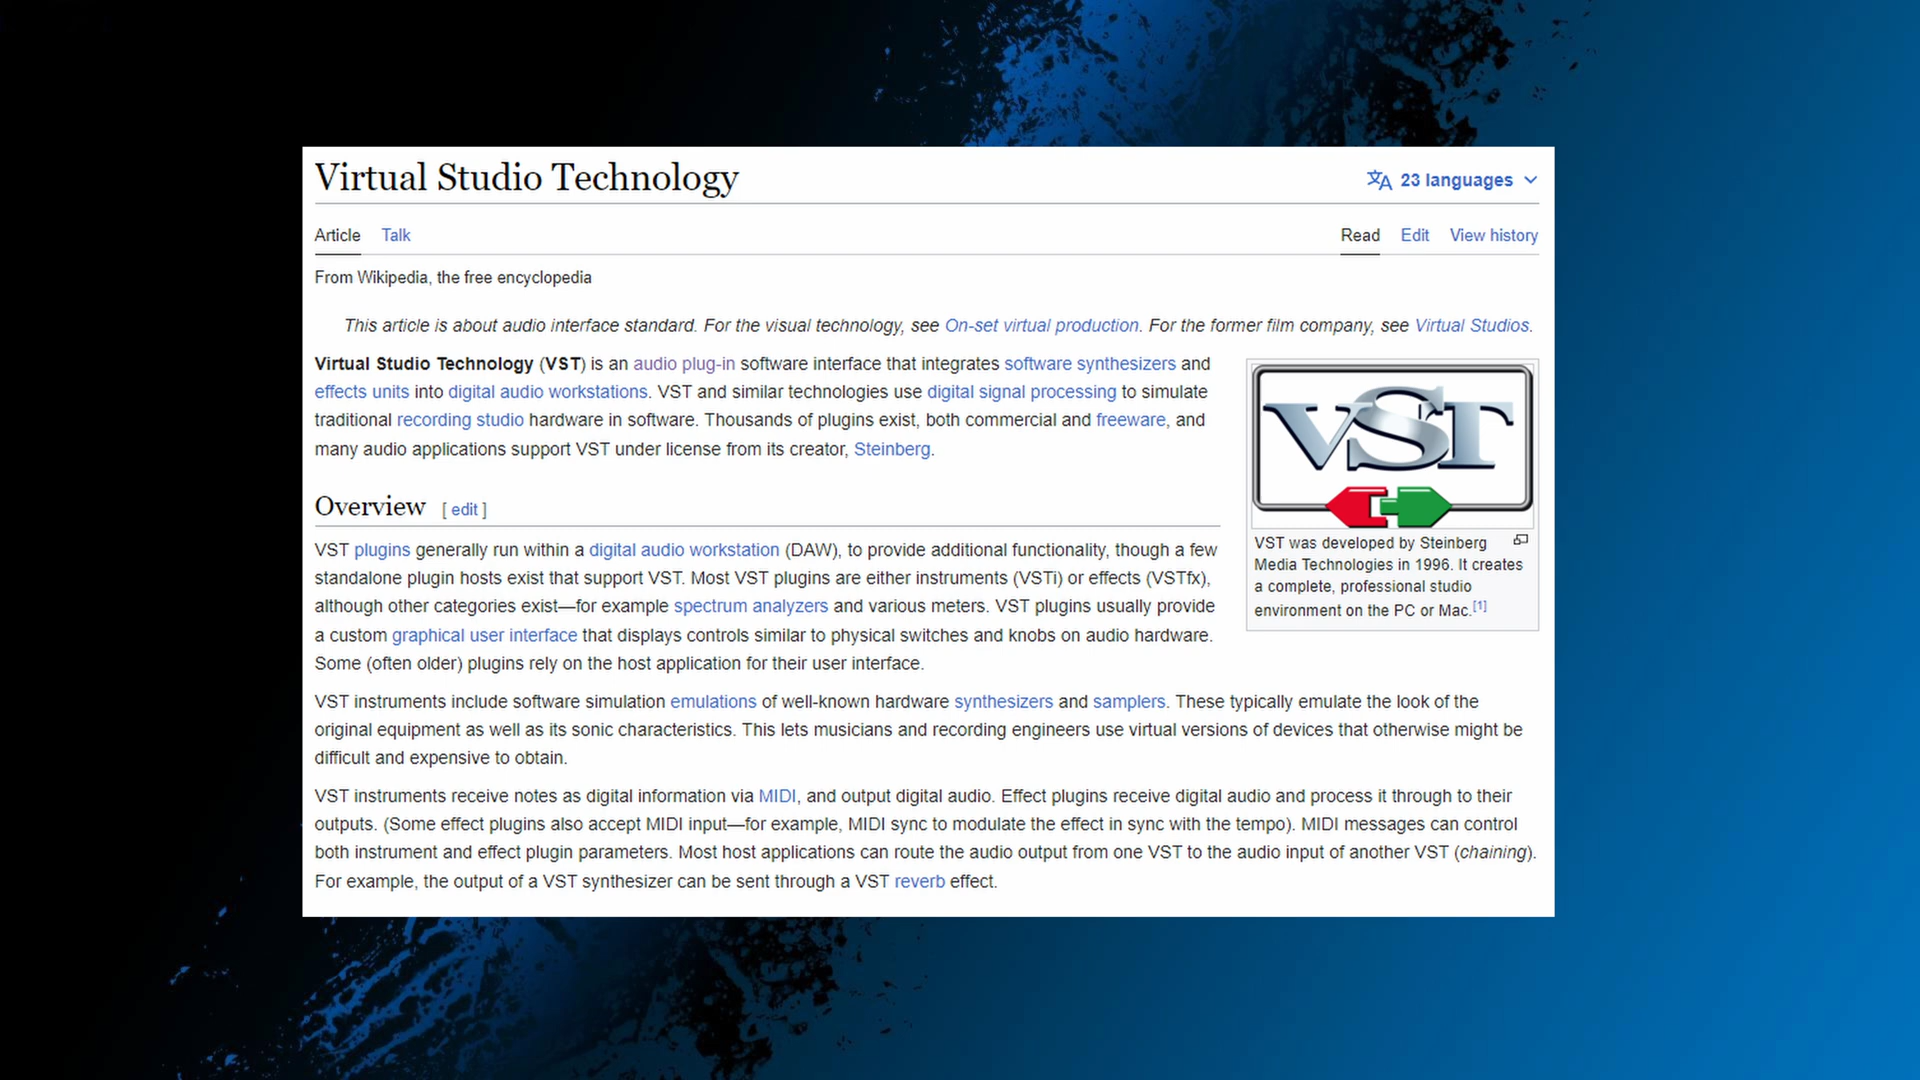 Virtual Studio Technology
23 languages
Article Talk
Read Edit View history
From Wikipedia, the free encyclopedia
This article is about audio interface standard. For the visual technology, see On-set virtual production. For the former film company, see Virtual Studios.
Virtual Studio Technology (VST) is an audio plug-in software interface that integrates software synthesizers and
effects units into digital audio workstations. VST and similar technologies use digital signal processing to simulate
traditional recording studio hardware in software. Thousands of plugins exist, both commercial and freeware, and
many audio applications support VST under license from its creator, Steinberg.
VST
VST was developed by Steinberg
Media Technologies in 1996. It creates
a complete, professional studio
environment on the PC or Mac.[1]
Overview [ edit ]
VST plugins generally run within a digital audio workstation (DAW), to provide additional functionality, though a few
standalone plugin hosts exist that support VST. Most VST plugins are either instruments (VSTi) or effects (VSTfx),
although other categories exist—for example spectrum analyzers and various meters. VST plugins usually provide
a custom graphical user interface that displays controls similar to physical switches and knobs on audio hardware.
Some (often older) plugins rely on the host application for their user interface.
VST instruments include software simulation emulations of well-known hardware synthesizers and samplers. These typically emulate the look of the
original equipment as well as its sonic characteristics. This lets musicians and recording engineers use virtual versions of devices that otherwise might be
difficult and expensive to obtain.
VST instruments receive notes as digital information via MIDI, and output digital audio. Effect plugins receive digital audio and process it through to their
outputs. (Some effect plugins also accept MIDI input—for example, MIDI sync to modulate the effect in sync with the tempo). MIDI messages can control
both instrument and effect plugin parameters. Most host applications can route the audio output from one VST to the audio input of another VST (chaining).
For example, the output of a VST synthesizer can be sent through a VST reverb effect.